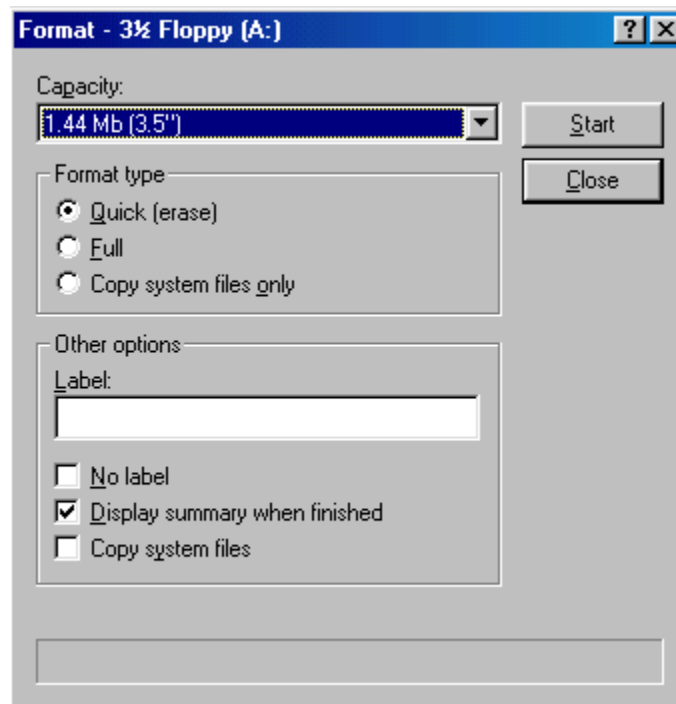 Format - 3½ Floppy (A:)
Capacity:
1.44 Mb (3.5")
Start
Format type
Close
Quick (erase)
Full
Copy system files only
Other options
Label:
No label
Display summary when finished
Copy system files